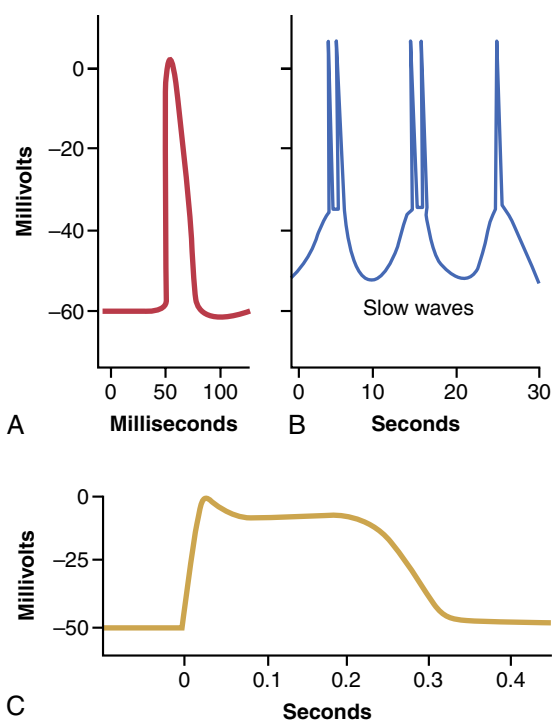 Millivolts
0
−20
−40
−60
0 50 100
Milliseconds
A
Slow waves
0 10 20 30
Seconds
B
Millivolts
0
−25
−50
0 0.1 0.2 0.3 0.4
Seconds
C